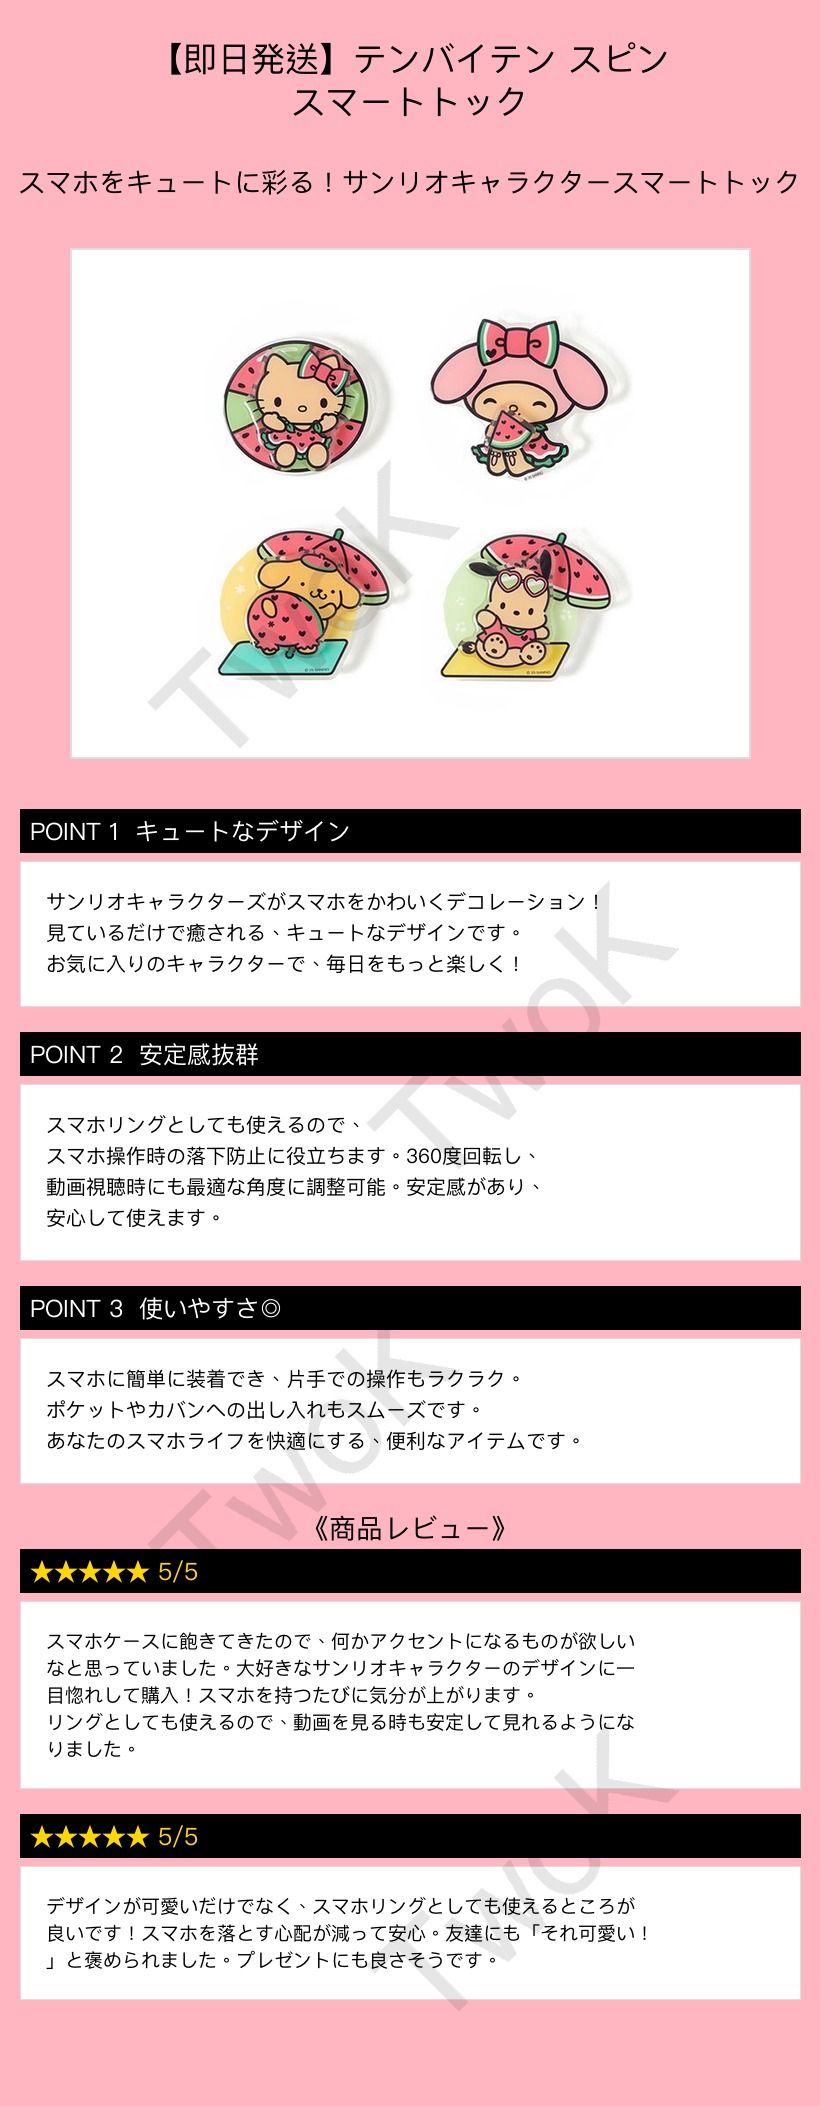 【即日発送】テンバイテン スピン
スマートトック
スマホをキュートに彩る！サンリオキャラクタースマートトック
TwoK
POINT 1 キュートなデザイン
サンリオキャラクターズがスマホをかわいくデコレーション！
見ているだけで癒される、キュートなデザインです。
お気に入りのキャラクターで、毎日をもっと楽しく！
TwoK
POINT 2 安定感抜群
スマホリングとしても使えるので、
スマホ操作時の落下防止に役立ちます。360度回転し、
動画視聴時にも最適な角度に調整可能。安定感があり、
安心して使えます。
POINT 3 使いやすさ◎
スマホに簡単に装着でき、片手での操作もラクラク。
ポケットやカバンへの出し入れもスムーズです。
あなたのスマホライフを快適にする、便利なアイテムです。
TwoK
《商品レビュー》
★★★★★ 5/5
スマホケースに飽きてきたので、何かアクセントになるものが欲しい
なと思っていました。大好きなサンリオキャラクターのデザインに一
目惚れして購入！スマホを持つたびに気分が上がります。
リングとしても使えるので、動画を見る時も安定して見れるようにな
りました。
★★★★★ 5/5
デザインが可愛いだけでなく、スマホリングとしても使えるところが
良いです！スマホを落とす心配が減って安心。友達にも「それ可愛い！
」と褒められました。プレゼントにも良さそうです。
TwoK